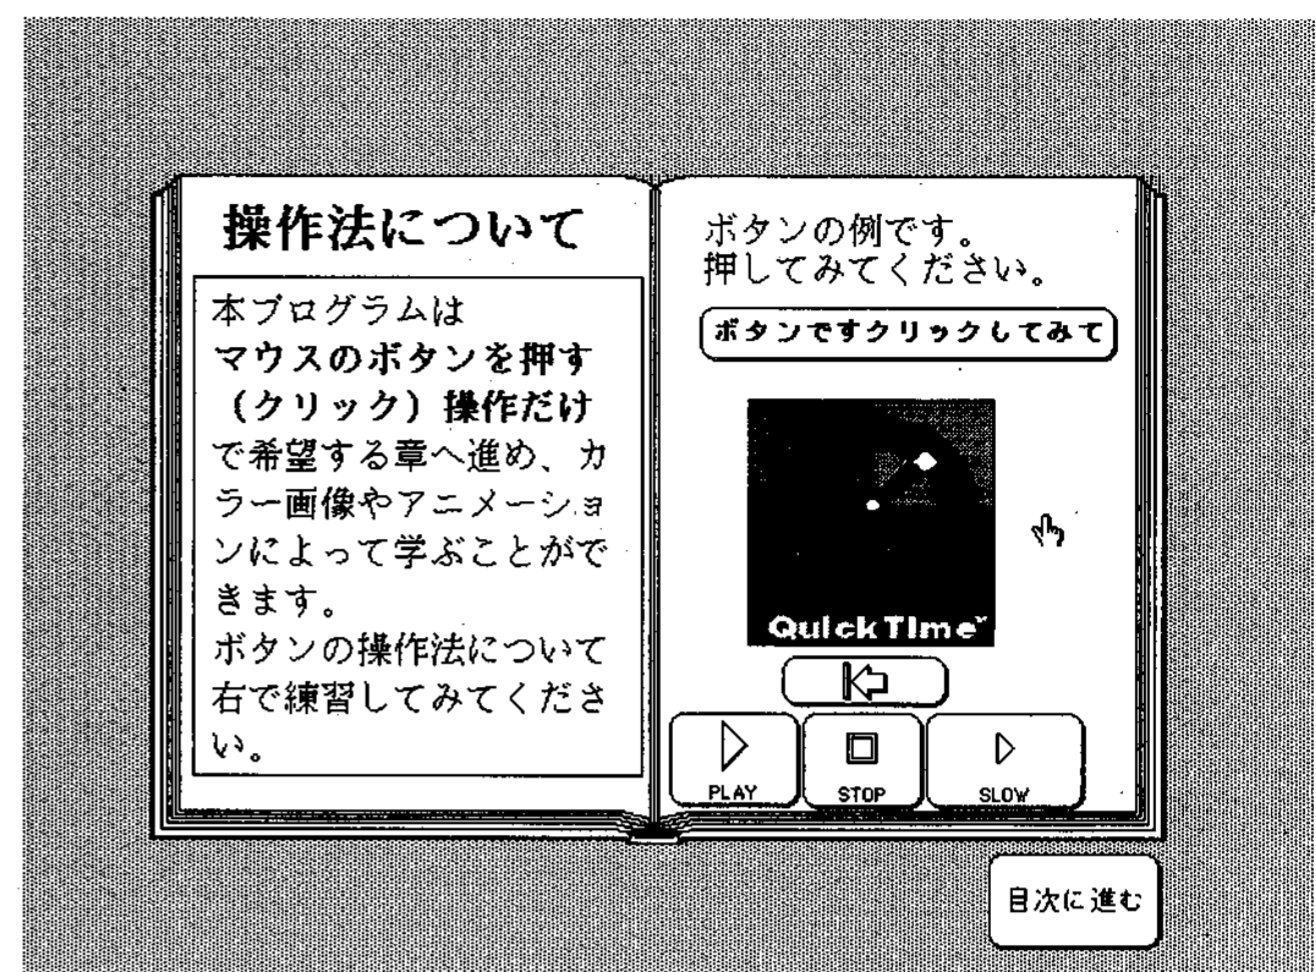 操作法について
本プログラムは
マウスのボタンを押す
（クリック）操作だけ
で希望する章へ進め、カ
ラー画像やアニメーショ
ンによって学ぶことがで
きます。
ボタンの操作法について
右で練習してみてくださ
い。
ボタンの例です。
押してみてください。
ボタンですクリックしてみて
QuickTime™
PLAY
STOP
SLOW
目次に進む